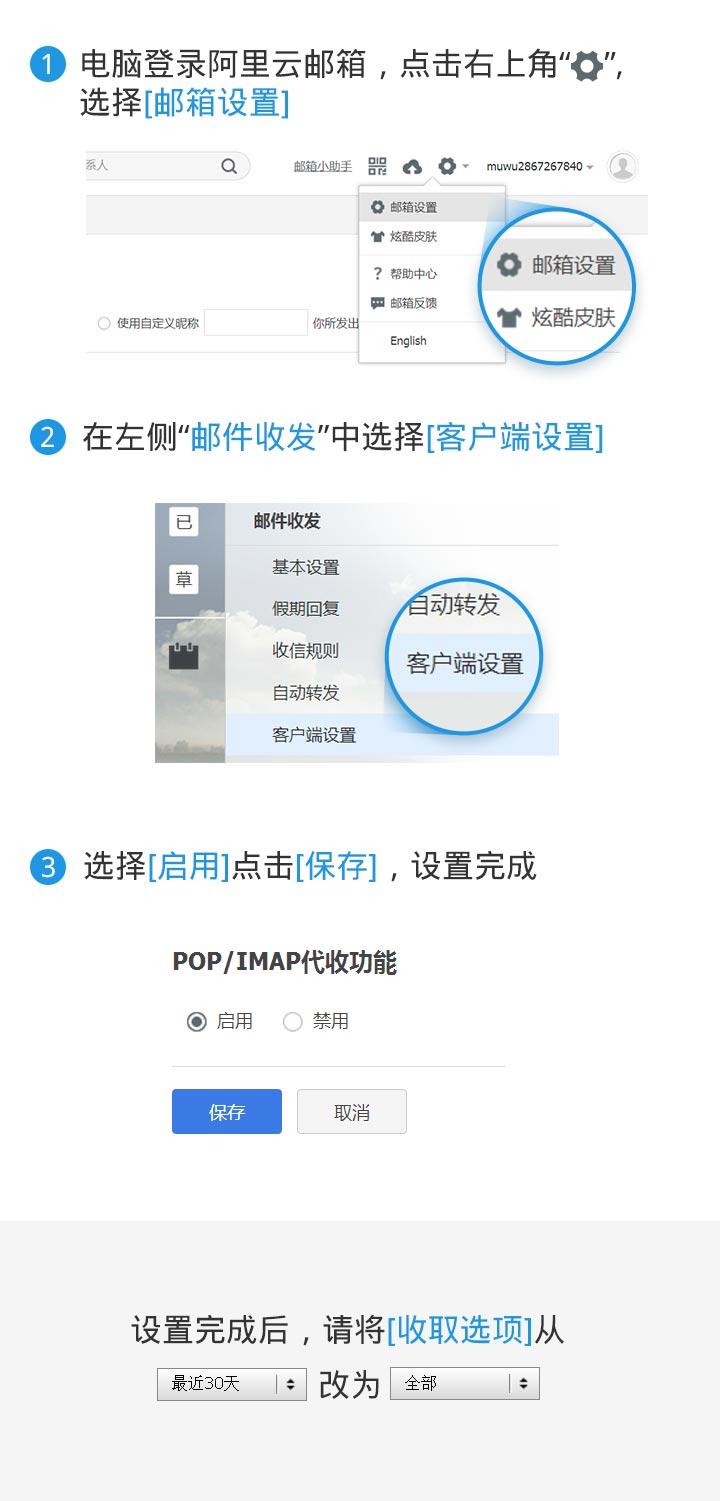 1 电脑登录阿里云邮箱，点击右上角“”,
选择[邮箱设置]
系人
邮箱小助手
muwu2867267840
邮箱设置
炫酷皮肤
帮助中心
邮箱反馈
English
使用自定义昵称
你所发出
邮箱设置
炫酷皮肤
2 在左侧“邮件收发”中选择[客户端设置]
已
草
邮件收发
基本设置
假期回复
收信规则
自动转发
客户端设置
自动转发
客户端设置
3 选择[启用]点击[保存]，设置完成
POP/IMAP代收功能
启用 禁用
保存 取消
设置完成后，请将[收取选项]从
最近30天 改为 全部